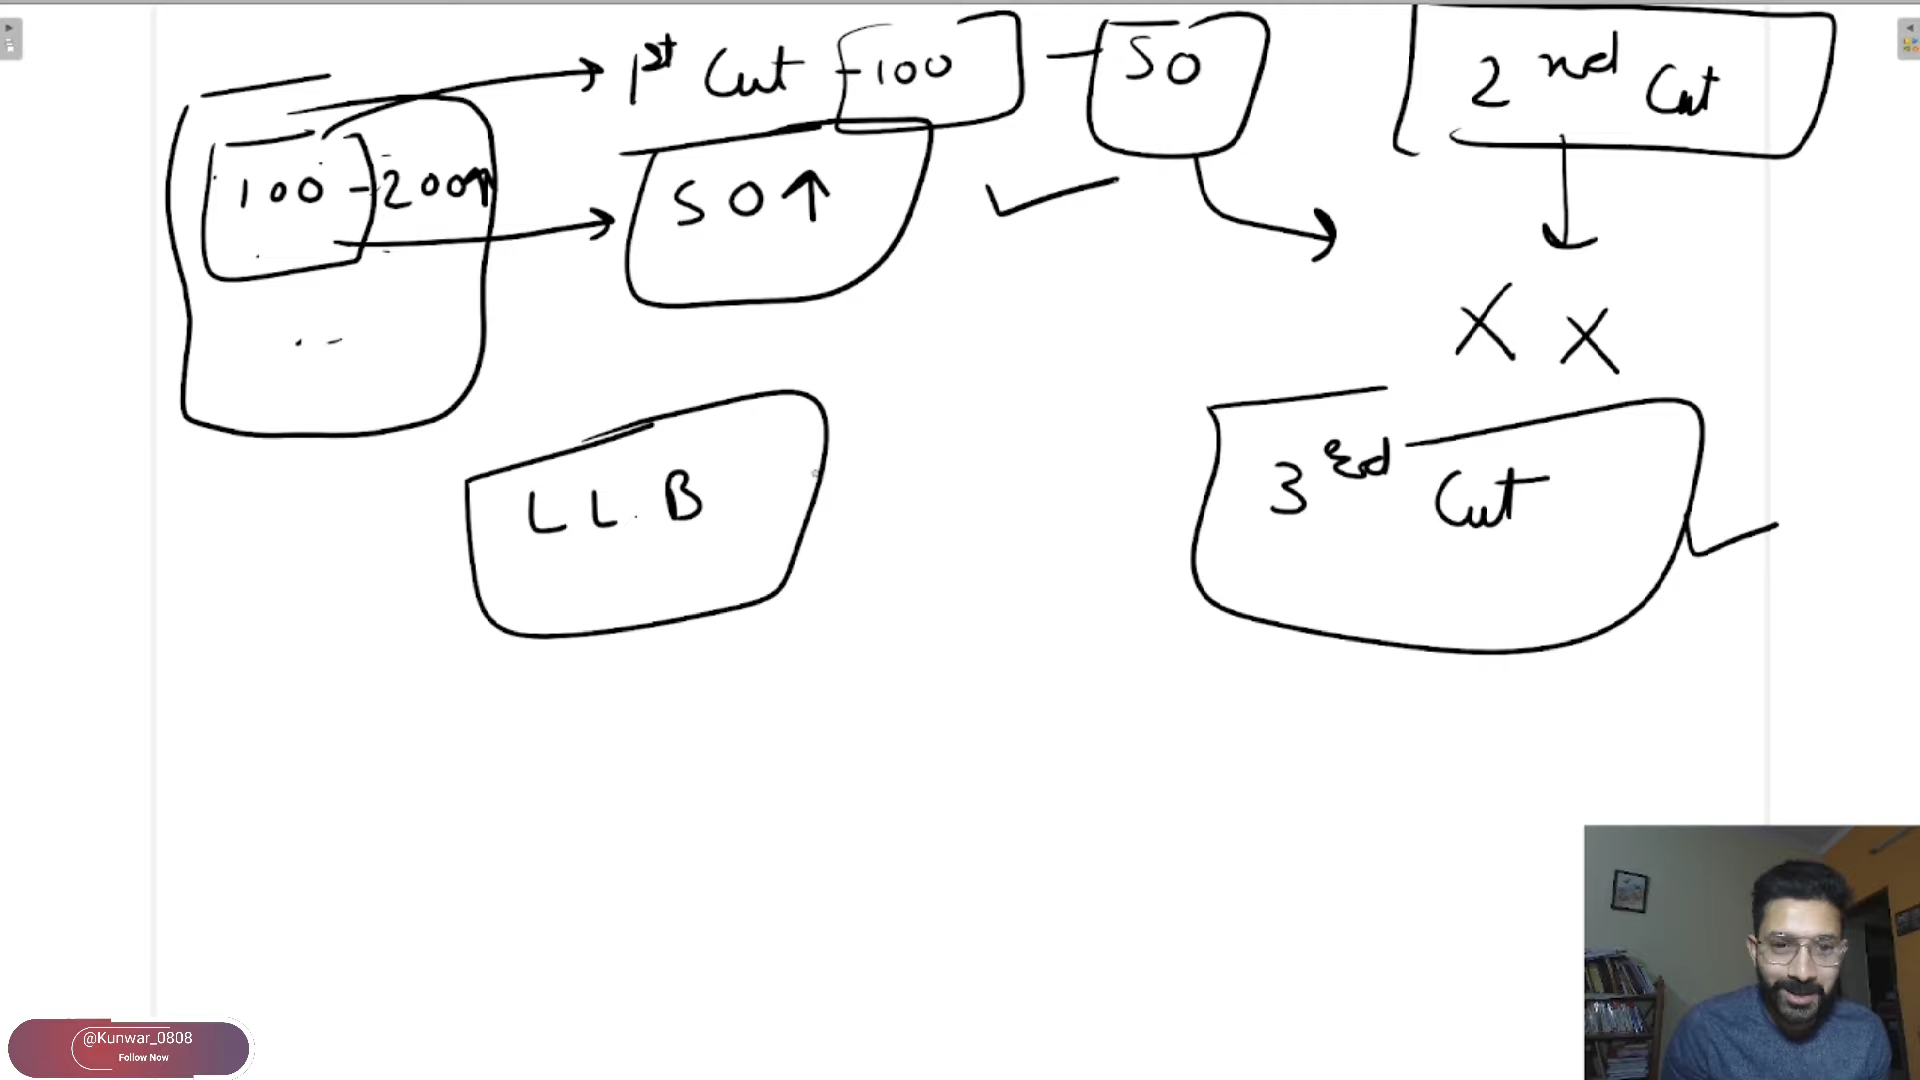 1st Cut - 100 - 50
2nd Cut
100 - 200↑
50↑
3rd Cut
LL.B
@Kunwar_0808
Follow Now